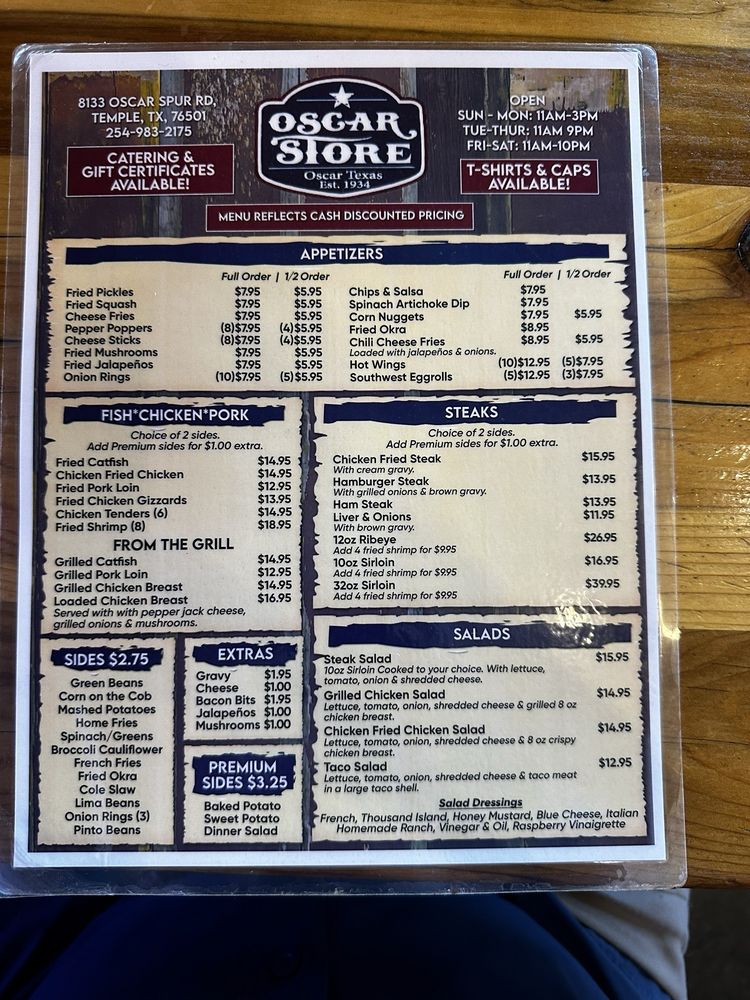 8133 OSCAR SPUR RD,
TEMPLE, TX, 76501
254-983-2175
CATERING &
GIFT CERTIFICATES
AVAILABLE!
OSCAR
STORE
Oscar Texas
Est. 1934
OPEN
SUN - MON: 11AM-3PM
TUE-THUR: 11AM 9PM
FRI-SAT: 11AM-10PM
T-SHIRTS & CAPS
AVAILABLE!
MENU REFLECTS CASH DISCOUNTED PRICING
APPETIZERS
Full Order | 1/2 Order
Fried Pickles $7.95 $5.95
Fried Squash $7.95 $5.95
Cheese Fries $7.95 $5.95
Pepper Poppers (8)$7.95 (4)$5.95
Cheese Sticks (8)$7.95 (4)$5.95
Fried Mushrooms $7.95 $5.95
Fried Jalapeños $7.95 $5.95
Onion Rings (10)$7.95 (5)$5.95
Full Order | 1/2 Order
Chips & Salsa $7.95
Spinach Artichoke Dip $7.95
Corn Nuggets $7.95 $5.95
Fried Okra $8.95
Chili Cheese Fries $8.95 $5.95
Loaded with jalapeños & onions.
Hot Wings (10)$12.95 (5)$7.95
Southwest Eggrolls (5)$12.95 (3)$7.95
FISH*CHICKEN*PORK
Choice of 2 sides.
Add Premium sides for $1.00 extra.
Fried Catfish $14.95
Chicken Fried Chicken $14.95
Fried Pork Loin $12.95
Fried Chicken Gizzards $13.95
Chicken Tenders (6) $14.95
Fried Shrimp (8) $18.95
FROM THE GRILL
Grilled Catfish $14.95
Grilled Pork Loin $12.95
Grilled Chicken Breast $14.95
Loaded Chicken Breast $16.95
Served with with pepper jack cheese,
grilled onions & mushrooms.
STEAKS
Choice of 2 sides.
Add Premium sides for $1.00 extra.
Chicken Fried Steak $15.95
With cream gravy.
Hamburger Steak $13.95
With grilled onions & brown gravy.
Ham Steak $13.95
Liver & Onions $11.95
With brown gravy.
12oz Ribeye $26.95
Add 4 fried shrimp for $9.95
10oz Sirloin $16.95
Add 4 fried shrimp for $9.95
32oz Sirloin $39.95
Add 4 fried shrimp for $9.95
SIDES $2.75
Green Beans
Corn on the Cob
Mashed Potatoes
Home Fries
Spinach/Greens
Broccoli Cauliflower
French Fries
Fried Okra
Cole Slaw
Lima Beans
Onion Rings (3)
Pinto Beans
EXTRAS
Gravy $1.95
Cheese $1.00
Bacon Bits $1.95
Jalapeños $1.00
Mushrooms $1.00
PREMIUM
SIDES $3.25
Baked Potato
Sweet Potato
Dinner Salad
SALADS
Steak Salad $15.95
10oz Sirloin Cooked to your choice. With lettuce,
tomato, onion & shredded cheese.
Grilled Chicken Salad $14.95
Lettuce, tomato, onion, shredded cheese & grilled 8 oz
chicken breast.
Chicken Fried Chicken Salad $14.95
Lettuce, tomato, onion, shredded cheese & 8 oz crispy
chicken breast.
Taco Salad $12.95
Lettuce, tomato, onion, shredded cheese & taco meat
in a large taco shell.
Salad Dressings
French, Thousand Island, Honey Mustard, Blue Cheese, Italian
Homemade Ranch, Vinegar & Oil, Raspberry Vinaigrette